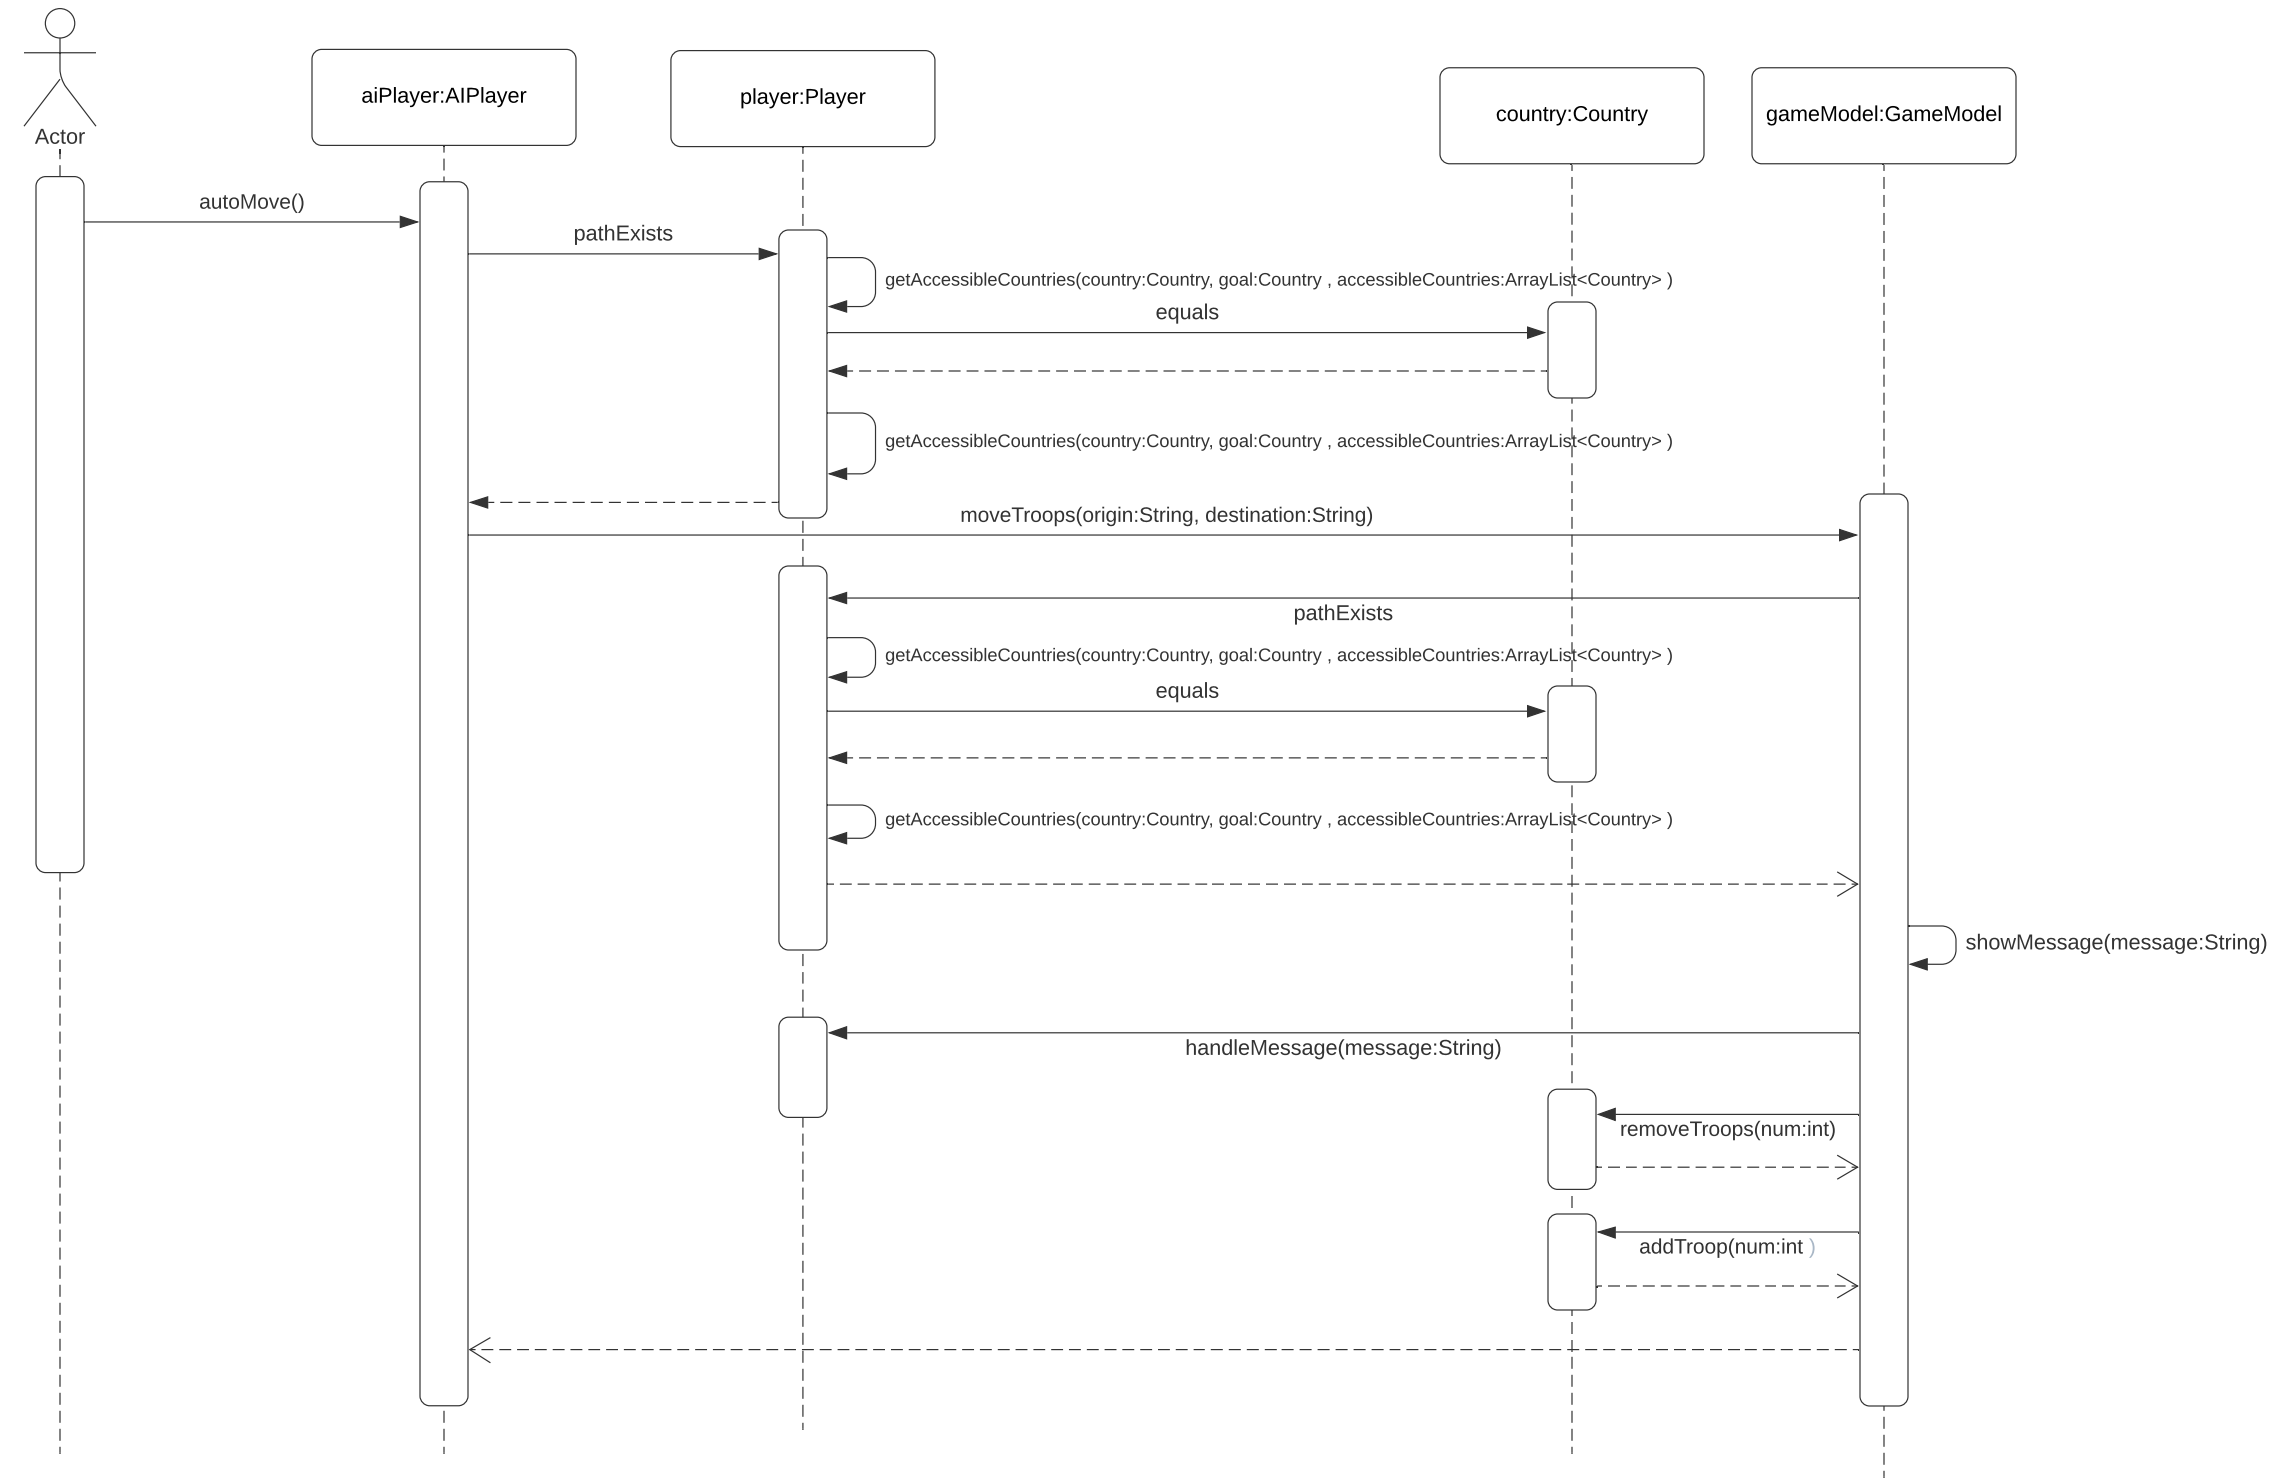 Actor
aiPlayer:AIPlayer
player:Player
country:Country
gameModel:GameModel
autoMove()
pathExists
getAccessibleCountries(country:Country, goal:Country , accessibleCountries:ArrayList<Country> )
equals
getAccessibleCountries(country:Country, goal:Country , accessibleCountries:ArrayList<Country> )
moveTroops(origin:String, destination:String)
pathExists
getAccessibleCountries(country:Country, goal:Country , accessibleCountries:ArrayList<Country> )
equals
getAccessibleCountries(country:Country, goal:Country , accessibleCountries:ArrayList<Country> )
showMessage(message:String)
handleMessage(message:String)
removeTroops(num:int)
addTroop(num:int )